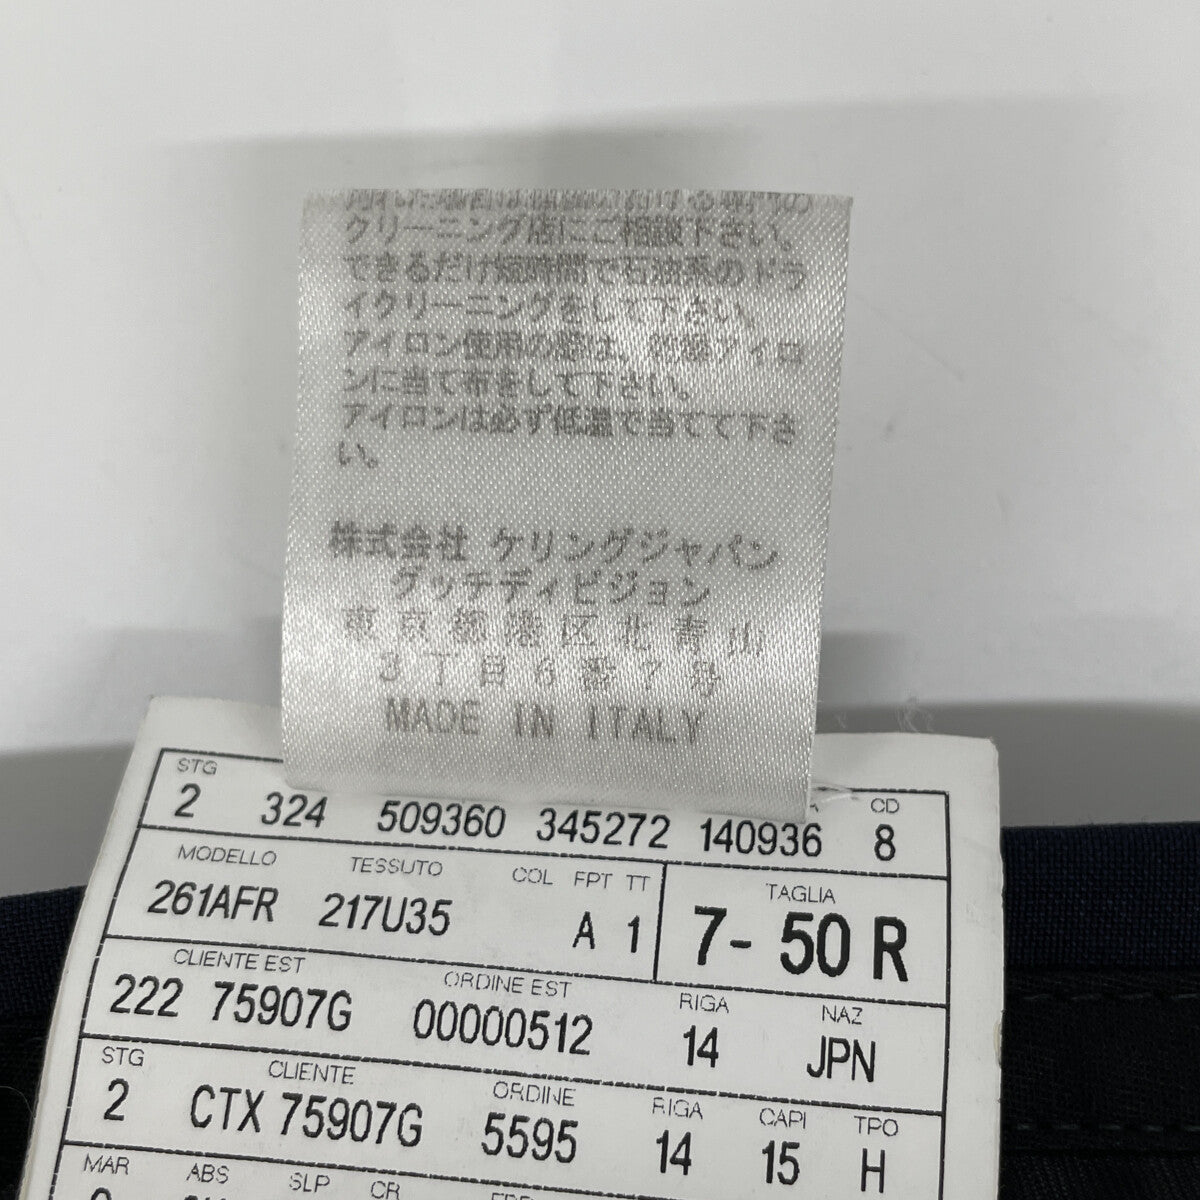 クリーニング店にご相談下さい。
できるだけ短時間で石油系のドラ
イクリーニングをして下さい。
アイロン使用の際は、乾燥アイロ
ンに当て布をして下さい。
アイロンは必ず低温で当てて下さ
い。
株式会社 ケリングジャパン
グッチディビジョン
東京都港区北青山
3丁目6番7号
MADE IN ITALY
STG CD
2 324 509360 345272 140936 8
MODELLO TESSUTO COL FPT TT TAGLIA
261AFR 217U35 A 1 7- 50 R
CLIENTE EST ORDINE EST RIGA NAZ
222 75907G 00000512 14 JPN
STG CLIENTE ORDINE RIGA CAPI TPO
2 CTX 75907G 5595 14 15 H
MAR ABS SLP CR